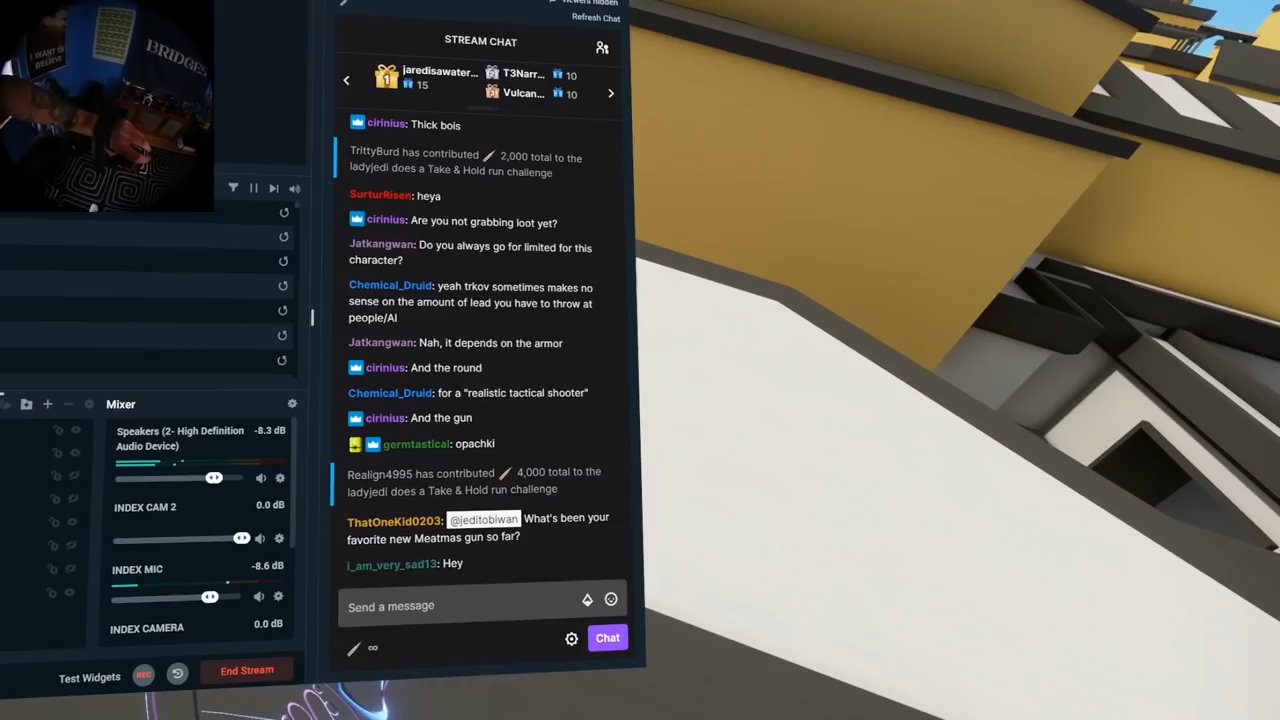 I WANT TO
BELIEVE
BRIDGES
Viewers hidden
Refresh Chat
STREAM CHAT
jaredisawater...
15
T3Narr...
10
Vulcan...
10
cirinius: Thick bois
TrittyBurd has contributed 2,000 total to the
ladyjedi does a Take & Hold run challenge
SurturRisen: heya
cirinius: Are you not grabbing loot yet?
Jatkangwan: Do you always go for limited for this
character?
Chemical_Druid: yeah trkov sometimes makes no
sense on the amount of lead you have to throw at
people/AI
Jatkangwan: Nah, it depends on the armor
cirinius: And the round
Chemical_Druid: for a "realistic tactical shooter"
cirinius: And the gun
germtastical: opachki
Realign4995 has contributed 4,000 total to the
ladyjedi does a Take & Hold run challenge
ThatOneKid0203: @jeditobiwan What's been your
favorite new Meatmas gun so far?
i_am_very_sad13: Hey
Send a message
∞
Chat
Mixer
Speakers (2- High Definition
Audio Device)
-8.3 dB
INDEX CAM 2
0.0 dB
INDEX MIC
-8.6 dB
INDEX CAMERA
0.0 dB
Test Widgets
REC
End Stream